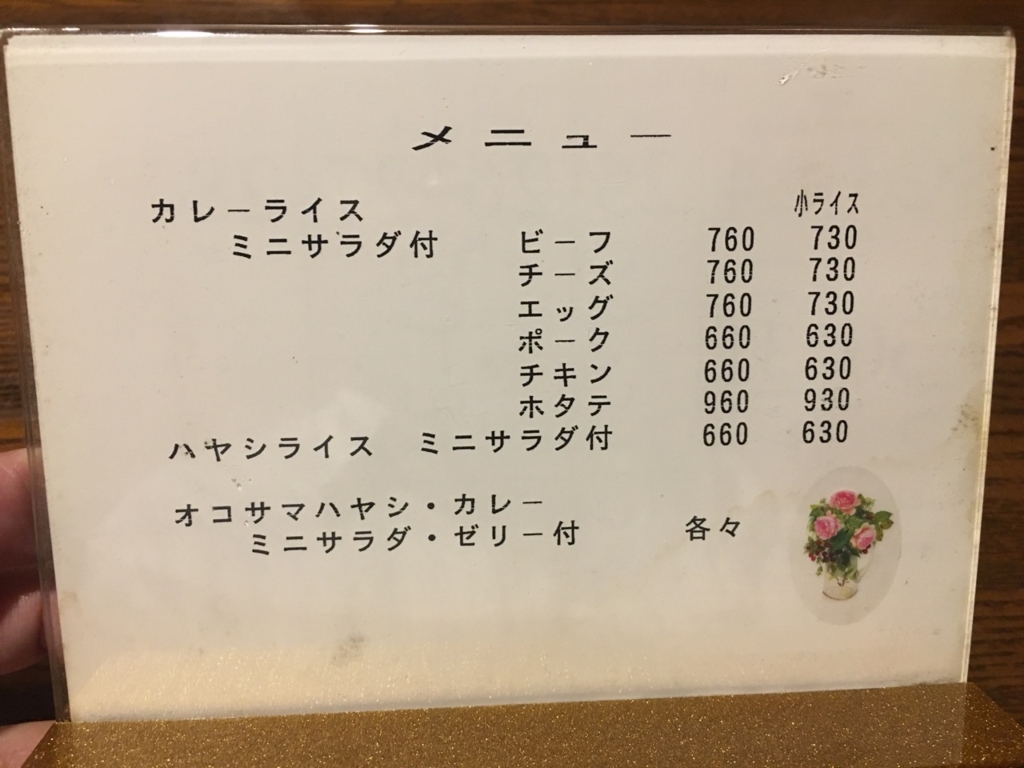 メニュー
カレーライス 小ライス
ミニサラダ付 ビーフ 760 730
チーズ 760 730
エッグ 760 730
ポーク 660 630
チキン 660 630
ホタテ 960 930
ハヤシライス ミニサラダ付 660 630
オコサマハヤシ・カレー
ミニサラダ・ゼリー付 各々